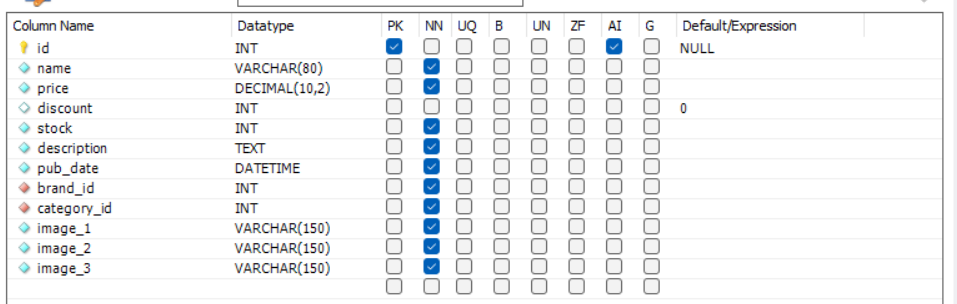 Column Name Datatype PK NN UQ B UN ZF AI G Default/Expression
id INT NULL
name VARCHAR(80)
price DECIMAL(10,2)
discount INT 0
stock INT
description TEXT
pub_date DATETIME
brand_id INT
category_id INT
image_1 VARCHAR(150)
image_2 VARCHAR(150)
image_3 VARCHAR(150)